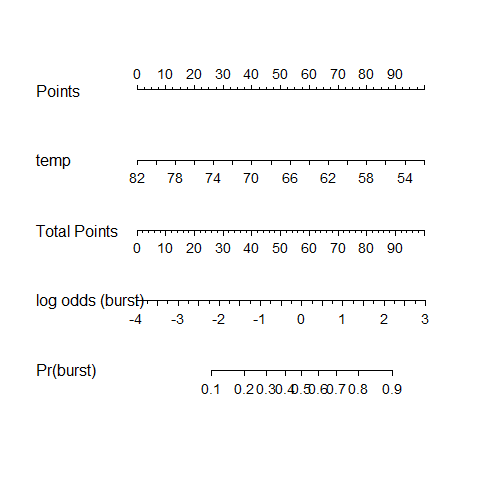 0 10 20 30 40 50 60 70 80 90
Points
temp
82 78 74 70 66 62 58 54
Total Points
0 10 20 30 40 50 60 70 80 90
log odds (burst)
-4 -3 -2 -1 0 1 2 3
Pr(burst)
0.1 0.2 0.3 0.4 0.5 0.6 0.7 0.8 0.9